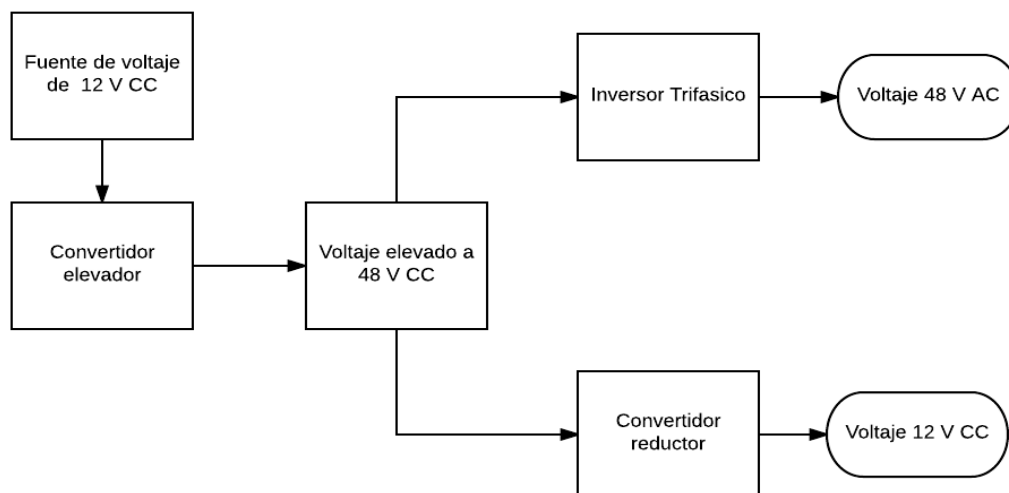 Fuente de voltaje
de 12 V CC
Inversor Trifasico
Voltaje 48 V AC
Convertidor
elevador
Voltaje elevado a
48 V CC
Convertidor
reductor
Voltaje 12 V CC